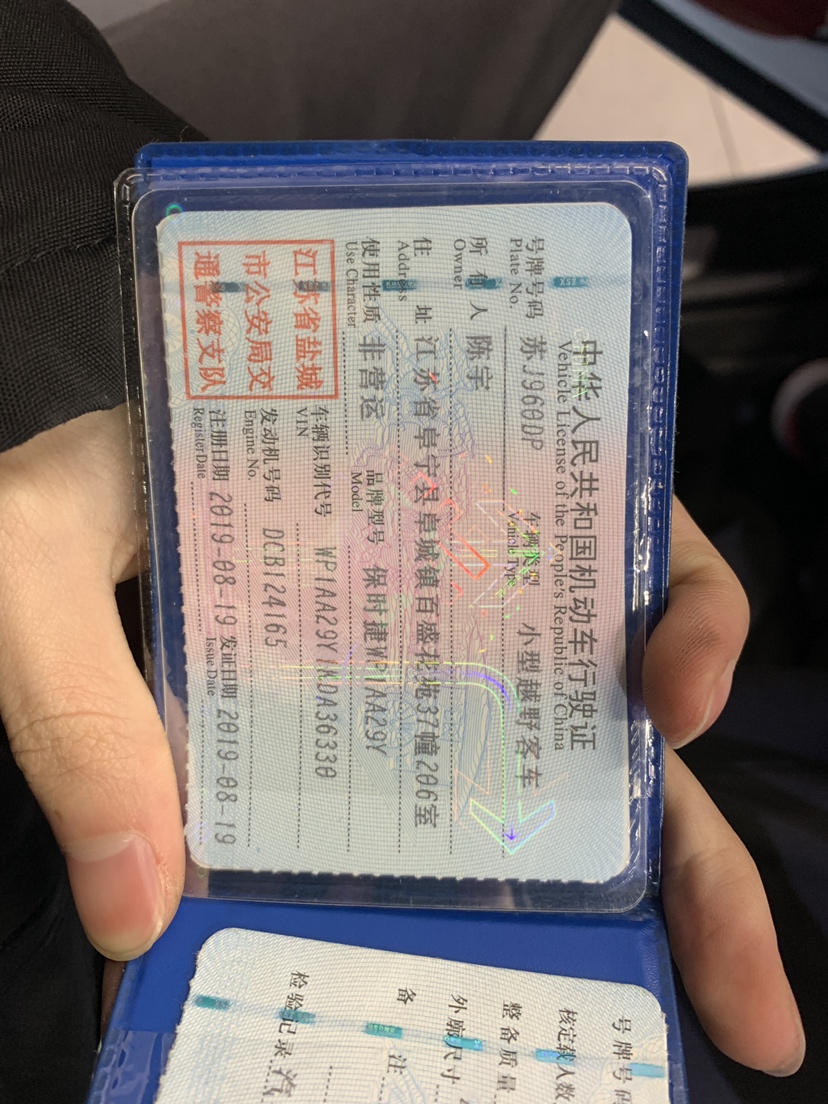 中华人民共和国机动车行驶证
Vehicle License of the People's Republic of China
号牌号码 苏J960DP 车辆类型 小型越野客车
Plate No. Vehicle Type
所有人 陈宇
Owner
住址 江苏省阜宁县阜城镇百盛花苑37幢206室
Address
使用性质 非营运 品牌型号 保时捷WP1AA29Y
Use Character Model
江苏省盐城
市公安局交
通警察支队
车辆识别代号 WP1AA29Y1KDA36330
VIN
发动机号码 DCB124165
Engine No.
注册日期 2019-08-19 发证日期 2019-08-19
Register Date Issue Date
号牌号码
核定载人数
整备质量
外廓尺寸
备 注
检验记录